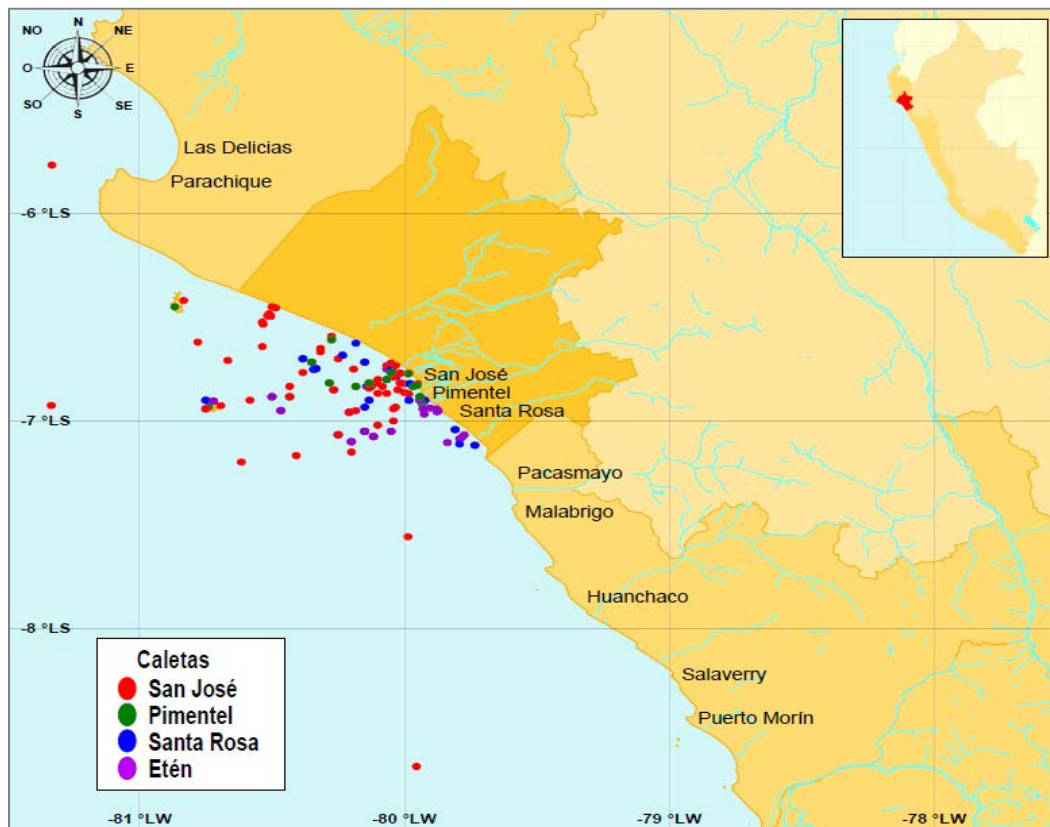 N
NO NE
O E
SO SE
S
Las Delicias
Parachique
-6 °LS
San José
Pimentel
Santa Rosa
-7 °LS
Pacasmayo
Malabrigo
Huanchaco
-8 °LS
Salaverry
Puerto Morín
Caletas
San José
Pimentel
Santa Rosa
Etén
-81 °LW -80 °LW -79 °LW -78 °LW